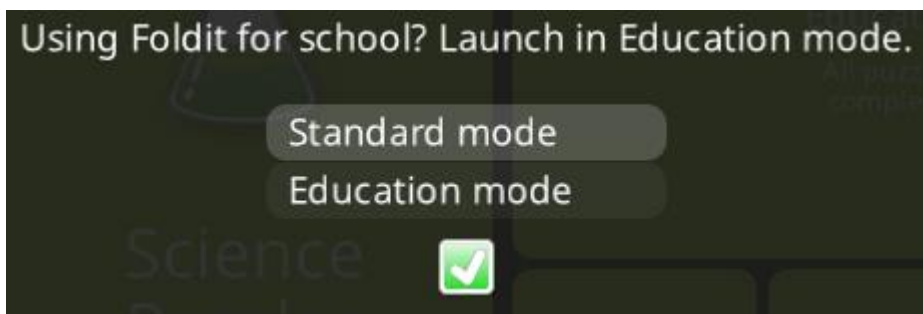 Using Foldit for school? Launch in Education mode.
Standard mode
Education mode
Science